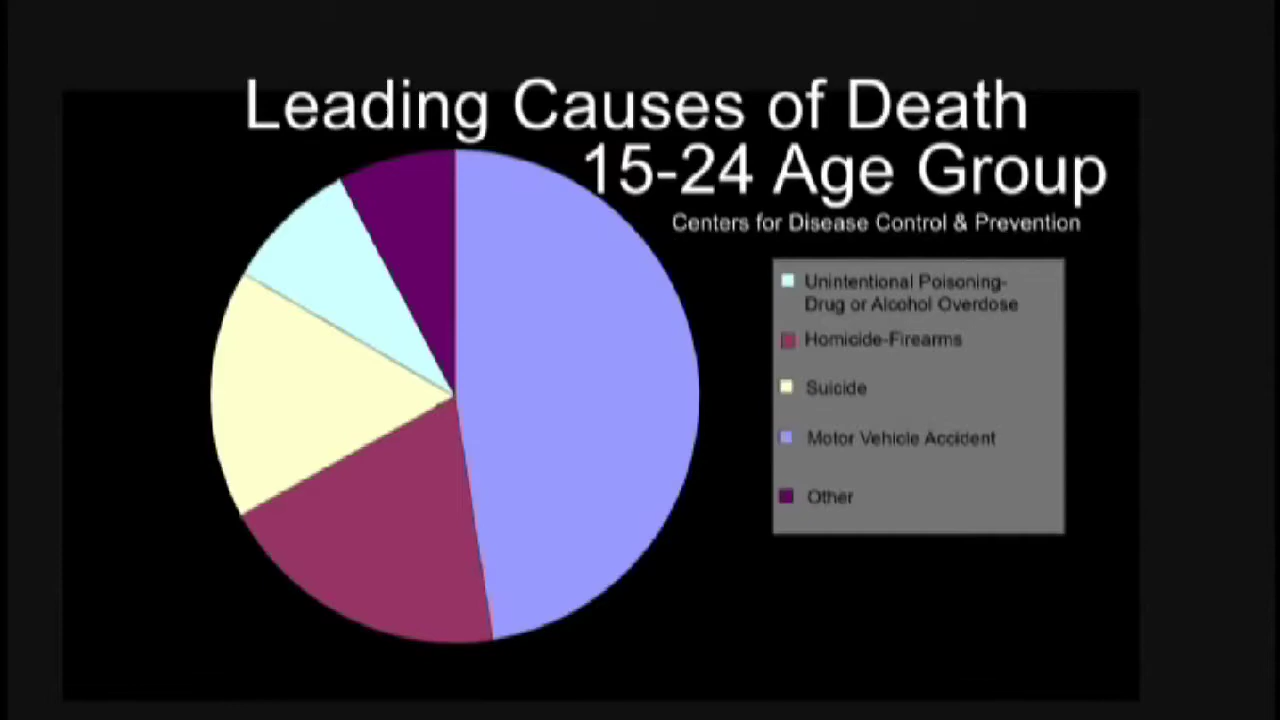 Leading Causes of Death
15-24 Age Group
Centers for Disease Control & Prevention
Unintentional Poisoning-
Drug or Alcohol Overdose
Homicide-Firearms
Suicide
Motor Vehicle Accident
Other